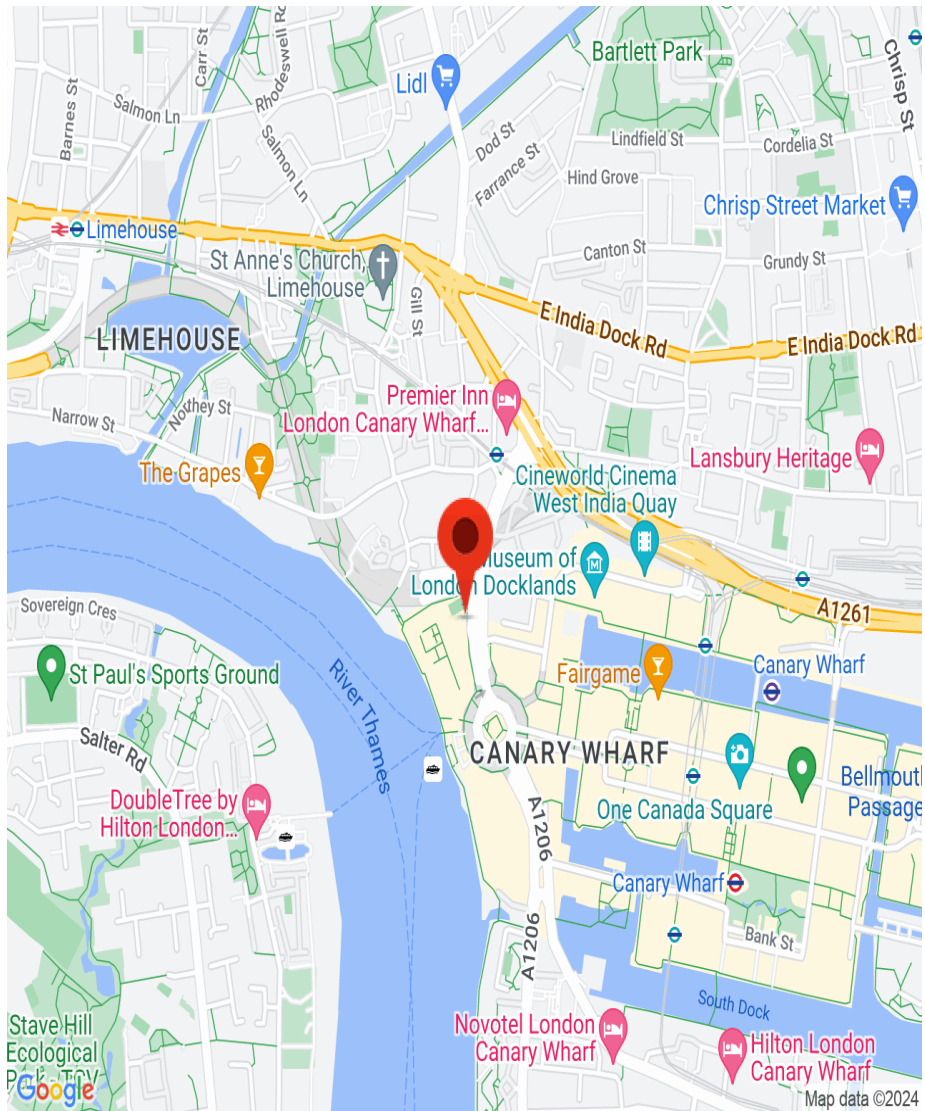 Barnes St
Carr St
Rhodeswell
Salmon Ln
Salmon Ln
Lidl
Bartlett Park
Chrisp St
Dod St
Farrance St
Lindfield St
Cordelia St
Hind Grove
Chrisp Street Market
Limehouse
St Anne's Church,
Limehouse
Gill St
Canton St
Grundy St
E India Dock Rd
E India Dock Rd
LIMEHOUSE
Premier Inn
London Canary Wharf...
Narrow St
Northey St
The Grapes
Lansbury Heritage
Cineworld Cinema
West India Quay
Museum of
London Docklands
A1261
Sovereign Cres
St Paul's Sports Ground
River Thames
Salter Rd
Canary Wharf
Fairgame
CANARY WHARF
One Canada Square
Passage
DoubleTree by
Hilton London...
A1206
Canary Wharf
A1206
Bank St
South Dock
Novotel London
Canary Wharf
Hilton London
Canary Wharf
Stave Hill
Ecological
Google
Map data ©2024